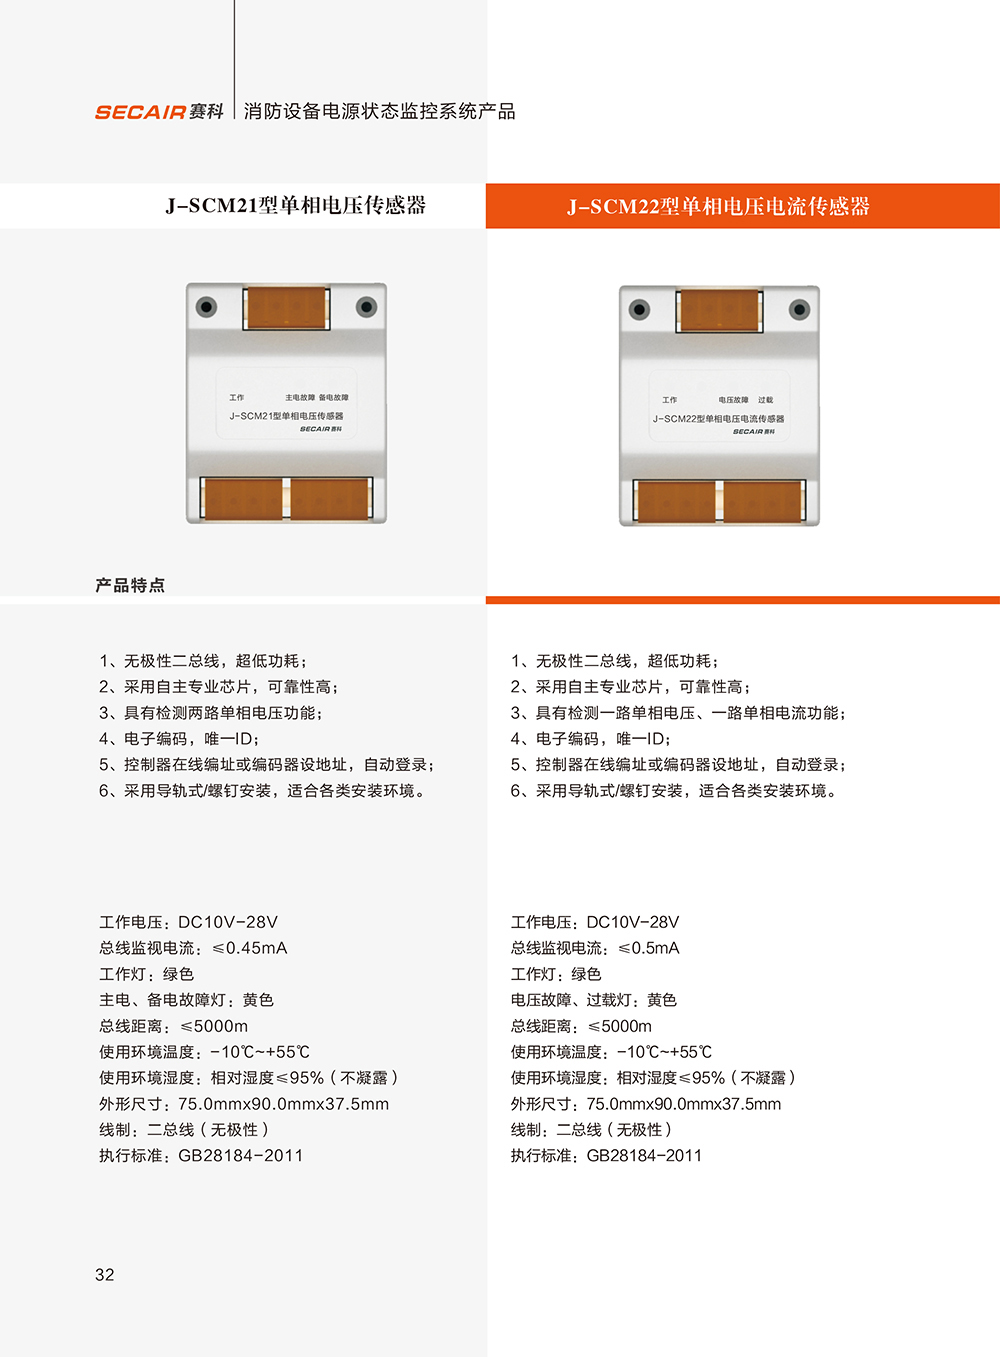 SECAIR赛科 消防设备电源状态监控系统产品
J-SCM21型单相电压传感器
工作 主电故障 备电故障
J-SCM21型单相电压传感器
SECAIR赛科
产品特点
1、无极性二总线，超低功耗；
2、采用自主专业芯片，可靠性高；
3、具有检测两路单相电压功能；
4、电子编码，唯一ID；
5、控制器在线编址或编码器设地址，自动登录；
6、采用导轨式/螺钉安装，适合各类安装环境。
工作电压：DC10V-28V
总线监视电流：≤0.45mA
工作灯：绿色
主电、备电故障灯：黄色
总线距离：≤5000m
使用环境温度：-10℃~+55℃
使用环境湿度：相对湿度≤95%（不凝露）
外形尺寸：75.0mmx90.0mmx37.5mm
线制：二总线（无极性）
执行标准：GB28184-2011
J-SCM22型单相电压电流传感器
工作 电压故障 过载
J-SCM22型单相电压电流传感器
SECAIR赛科
1、无极性二总线，超低功耗；
2、采用自主专业芯片，可靠性高；
3、具有检测一路单相电压、一路单相电流功能；
4、电子编码，唯一ID；
5、控制器在线编址或编码器设地址，自动登录；
6、采用导轨式/螺钉安装，适合各类安装环境。
工作电压：DC10V-28V
总线监视电流：≤0.5mA
工作灯：绿色
电压故障、过载灯：黄色
总线距离：≤5000m
使用环境温度：-10℃~+55℃
使用环境湿度：相对湿度≤95%（不凝露）
外形尺寸：75.0mmx90.0mmx37.5mm
线制：二总线（无极性）
执行标准：GB28184-2011
32